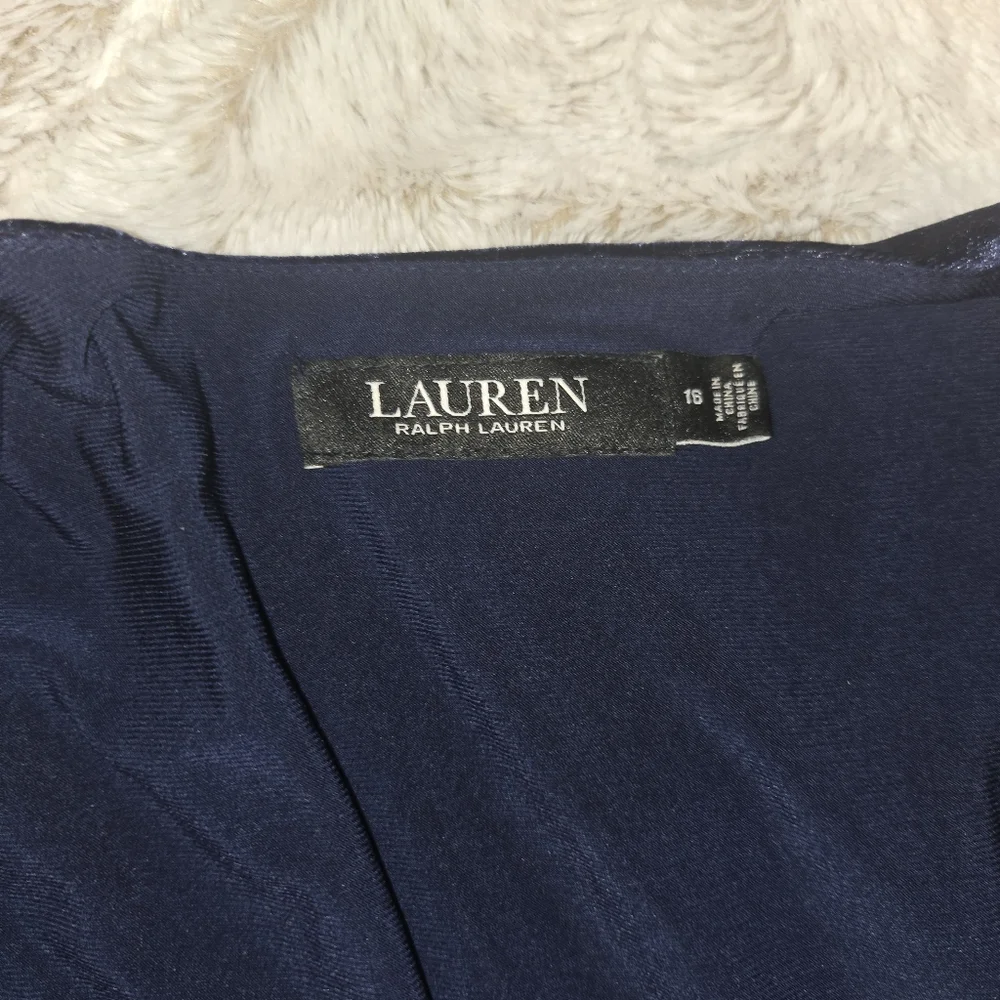 LAUREN
RALPH LAUREN
16
MADE IN
CHINA
FABRIQUÉ EN
CHINE